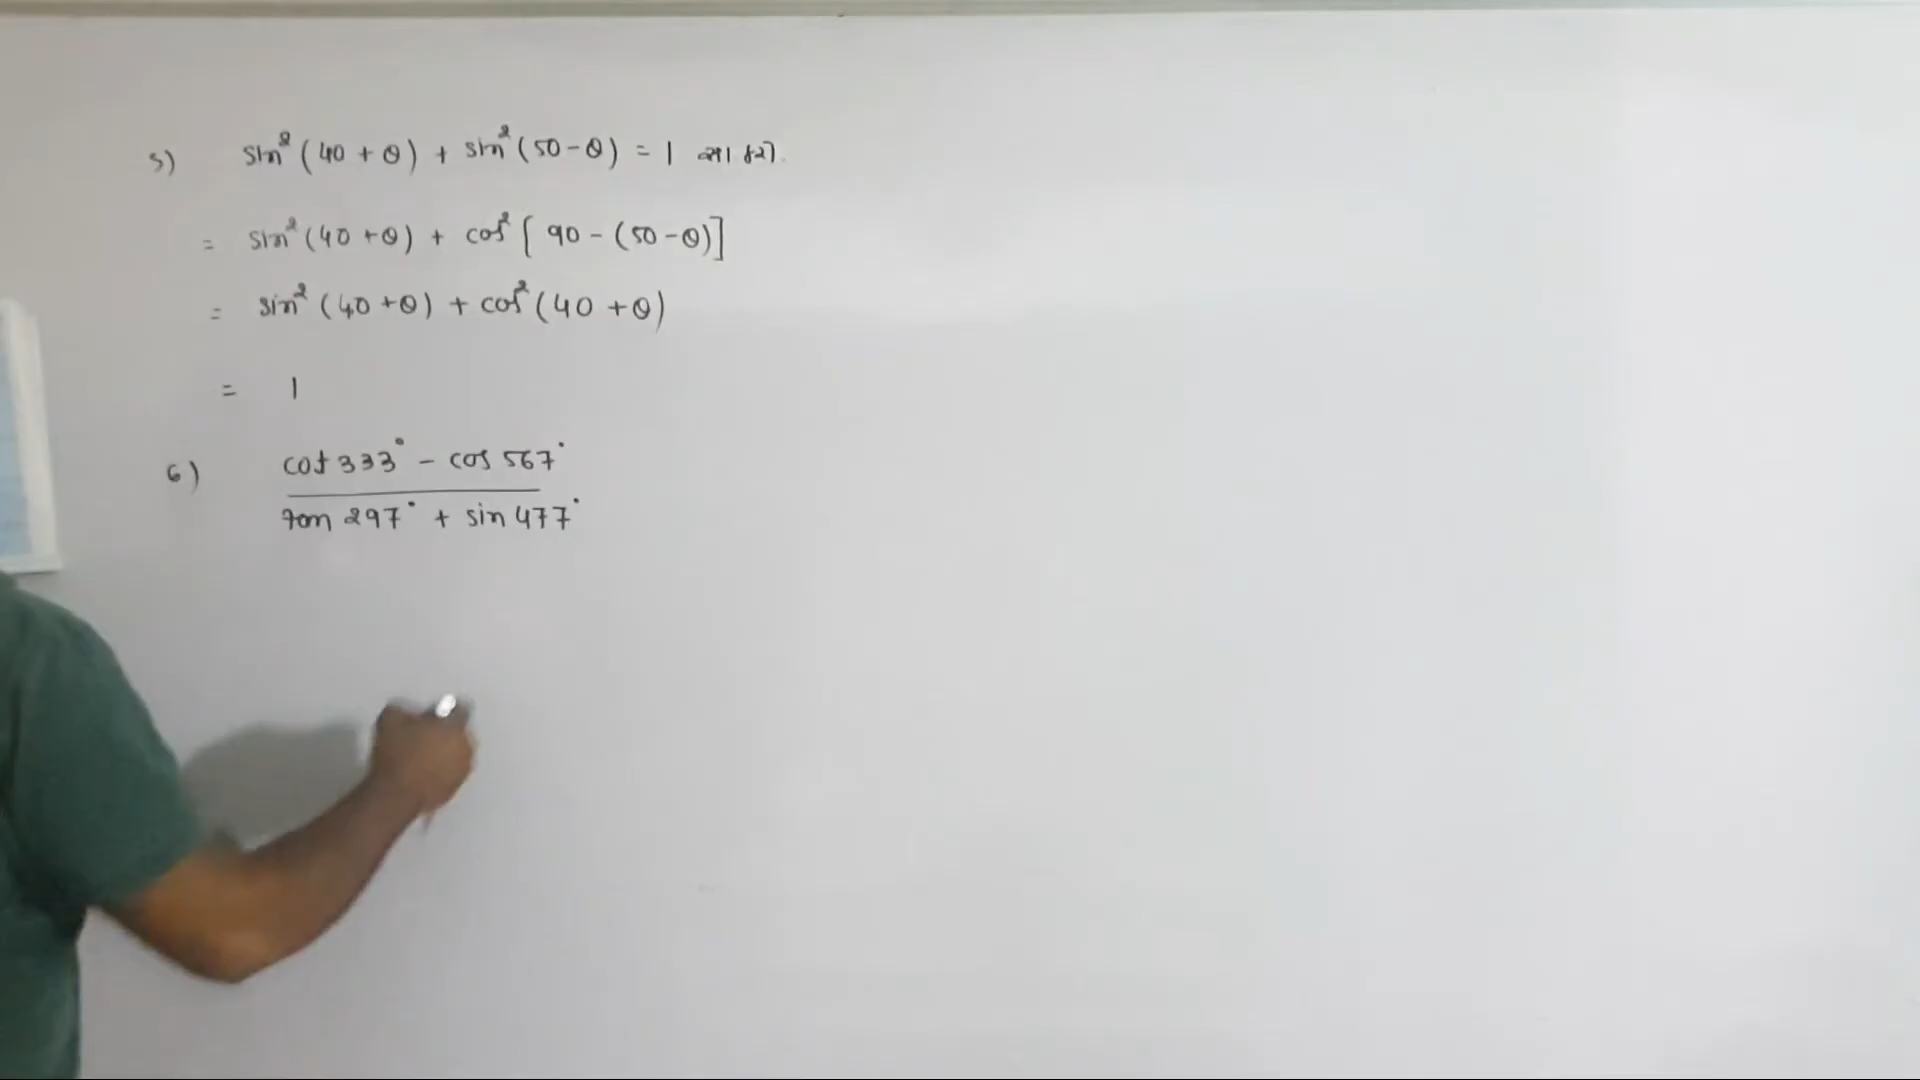 5) sin²(40 + θ) + sin²(50 - θ) = 1
= sin²(40 + θ) + cos²[90 - (50 - θ)]
= sin²(40 + θ) + cos²(40 + θ)
= 1
6) cot 333° - cos 567°
tan 297° + sin 477°